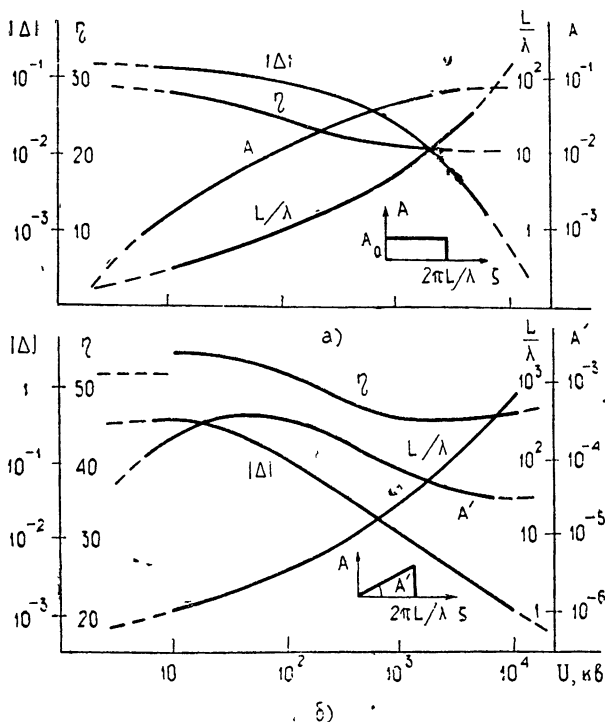 |Δ| η L/λ A
10⁻¹ 30 |Δ| 10² 10⁻¹
η
10⁻² 20 A 10 10⁻²
L/λ
10⁻³ 10 A 1 10⁻³
A₀
0 2πL/λ ς
а)
|Δ| η L/λ A′
1 50 η 10³ 10⁻³
L/λ
10⁻¹ 40 |Δ| 10² 10⁻⁴
A′
10⁻² 30 10 10⁻⁵
A A′
10⁻³ 20 2πL/λ ς 1 10⁻⁶
10 10² 10³ 10⁴ U, кв
б)